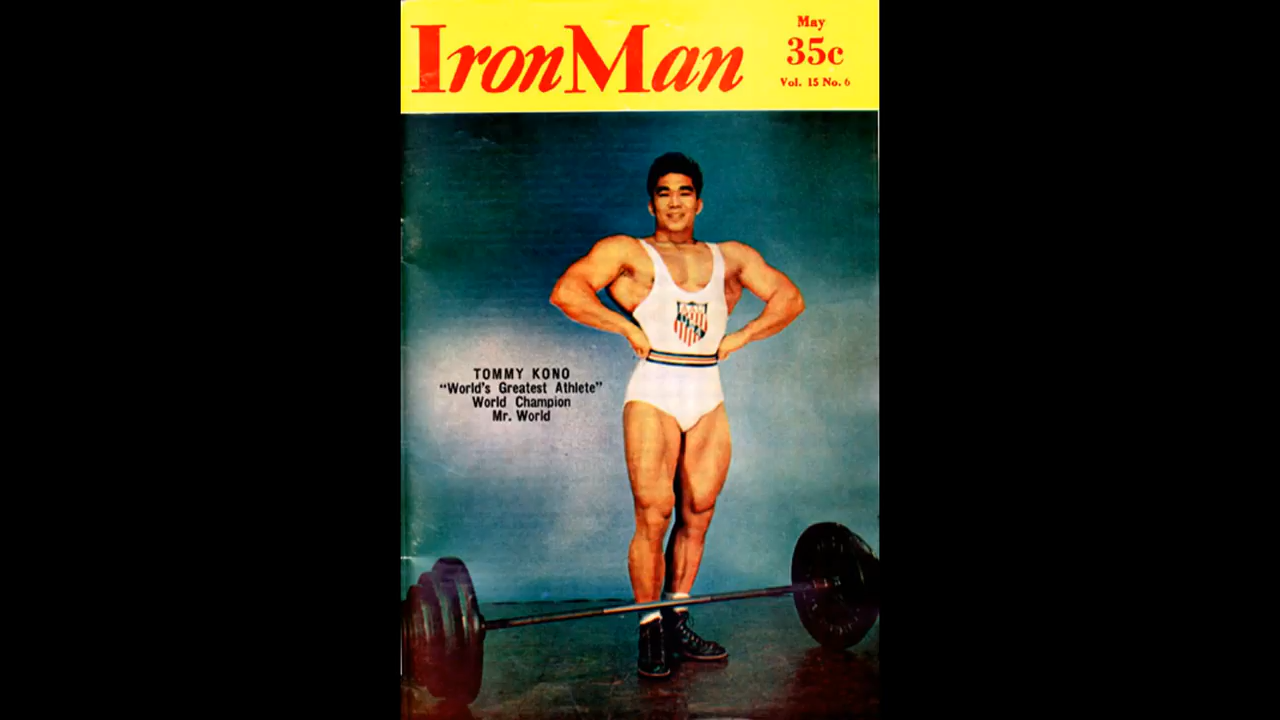 IronMan
May
35c
Vol. 15 No. 6
TOMMY KONO
“World's Greatest Athlete”
World Champion
Mr. World